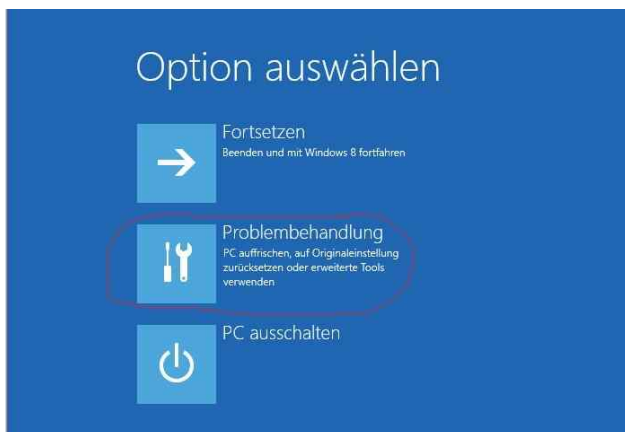 Option auswählen
Fortsetzen
Beenden und mit Windows 8 fortfahren
Problembehandlung
PC auffrischen, auf Originaleinstellung
zurücksetzen oder erweiterte Tools
verwenden
PC ausschalten